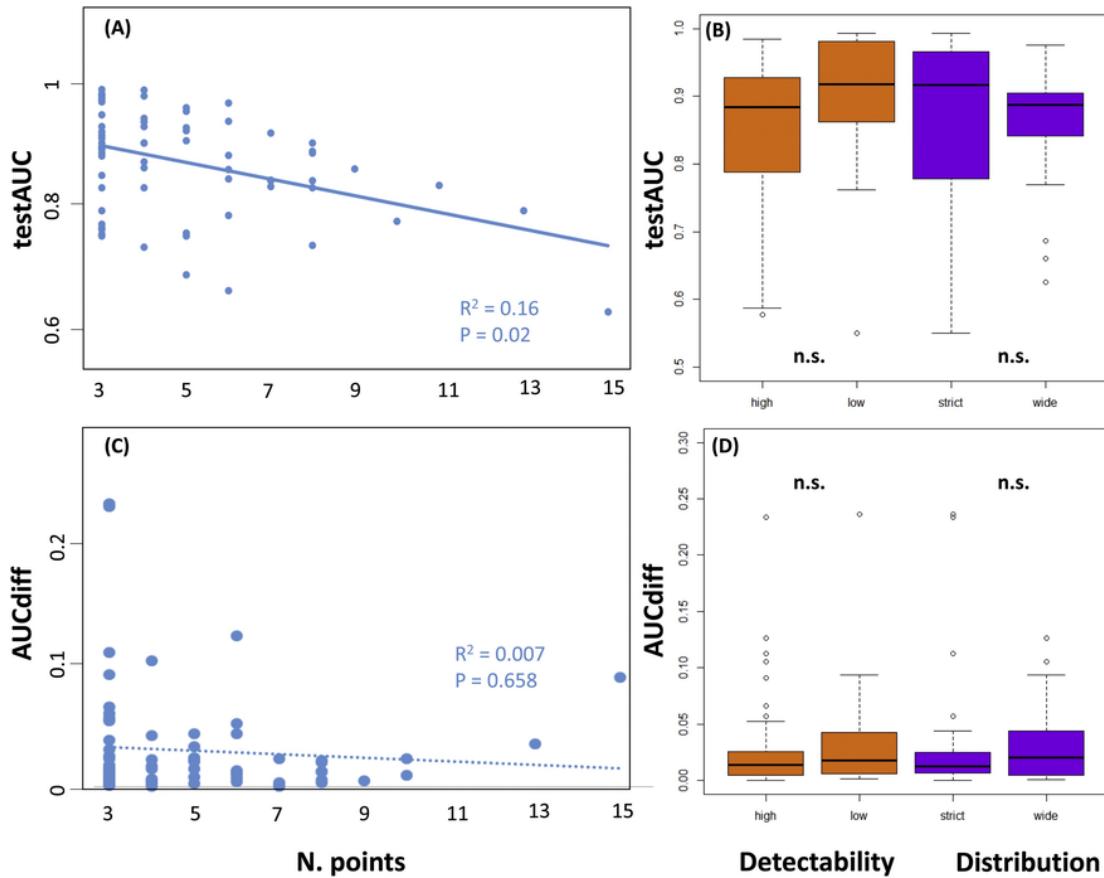 (A)
testAUC
1
0.8
0.6
R² = 0.16
P = 0.02
3 5 7 9 11 13 15
(B)
testAUC
1.0
0.9
0.8
0.7
0.6
0.5
n.s. n.s.
high low strict wide
(C)
AUCdiff
0.2
0.1
0
R² = 0.007
P = 0.658
3 5 7 9 11 13 15
N. points
(D)
AUCdiff
0.30
0.25
0.20
0.15
0.10
0.05
0.00
n.s. n.s.
high low strict wide
Detectability Distribution